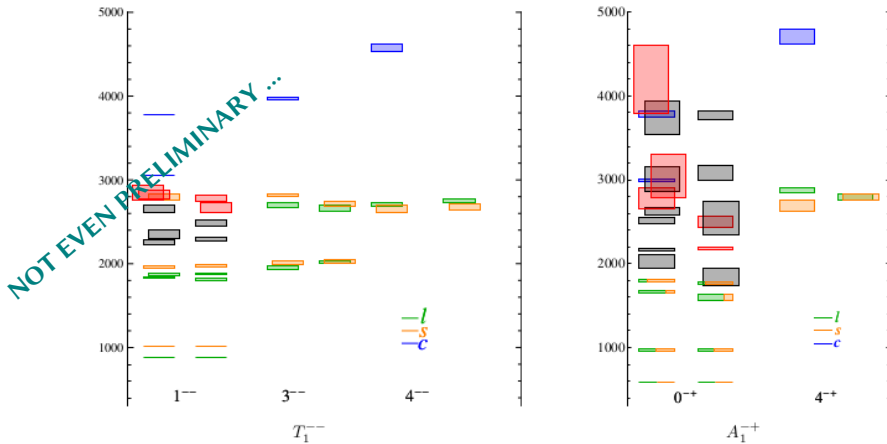 5000
4000
3000
2000
1000
NOT EVEN PRELIMINARY ...
l
s
c
1⁻⁻ 3⁻⁻ 4⁻⁻
T₁⁻⁻
5000
4000
3000
2000
1000
l
s
c
0⁻⁺ 4⁻⁺
A₁⁻⁺